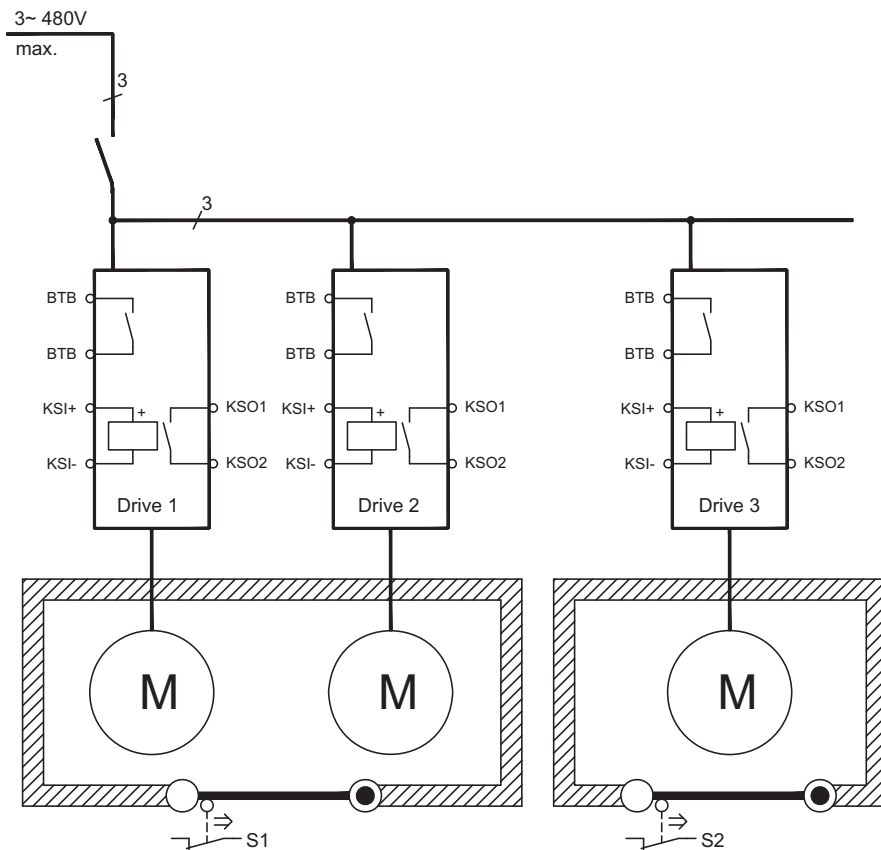 3~ 480V
max.
3
3
BTB
BTB
KSI+
+
KSO1
KSI-
KSO2
Drive 1
BTB
BTB
KSI+
+
KSO1
KSI-
KSO2
Drive 2
BTB
BTB
KSI+
+
KSO1
KSI-
KSO2
Drive 3
M
M
M
S1
S2